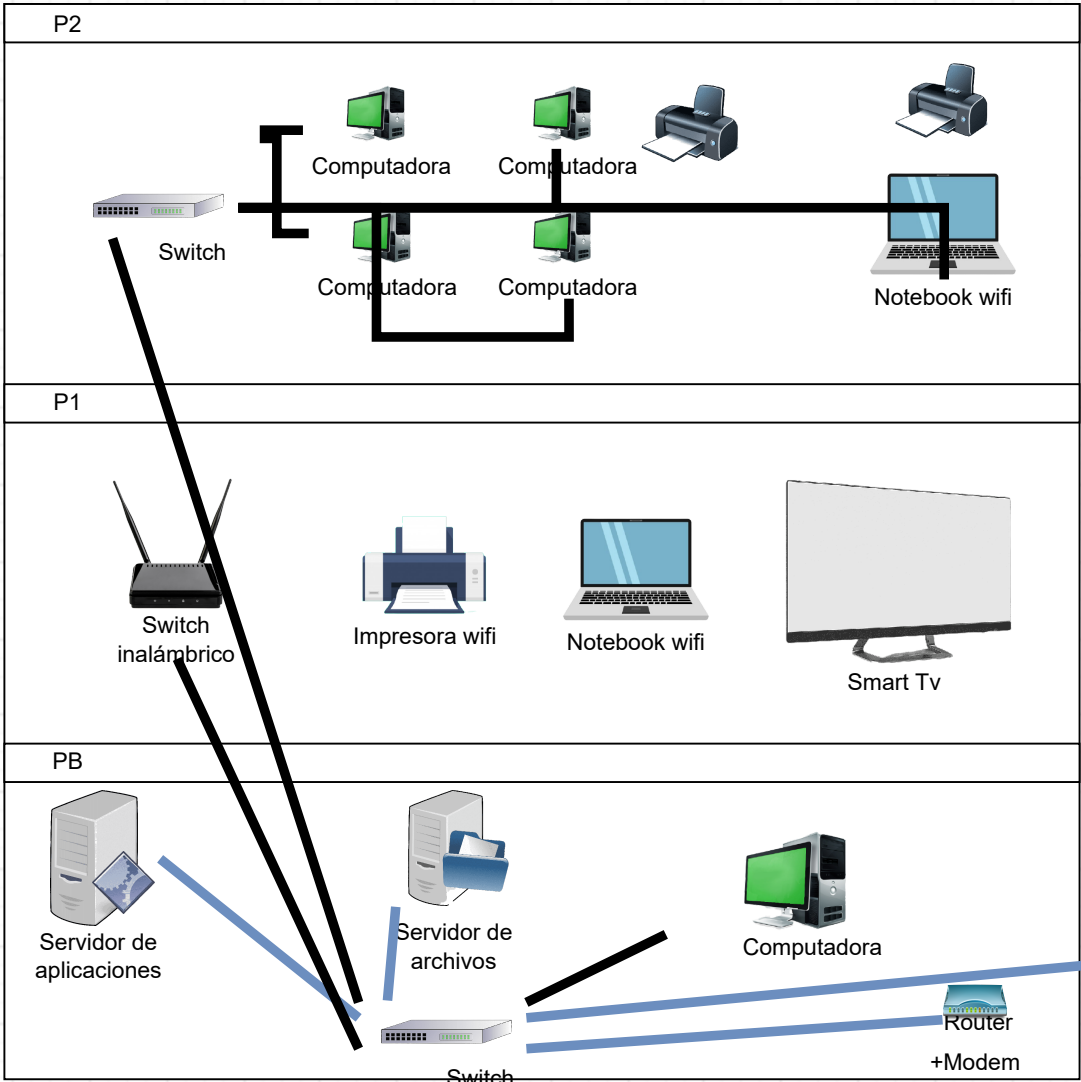 P2
Computadora
Computadora
Switch
Computadora
Computadora
Notebook wifi
P1
Switch
inalámbrico
Impresora wifi
Notebook wifi
Smart Tv
PB
Servidor de
aplicaciones
Servidor de
archivos
Computadora
Router
+Modem
Switch